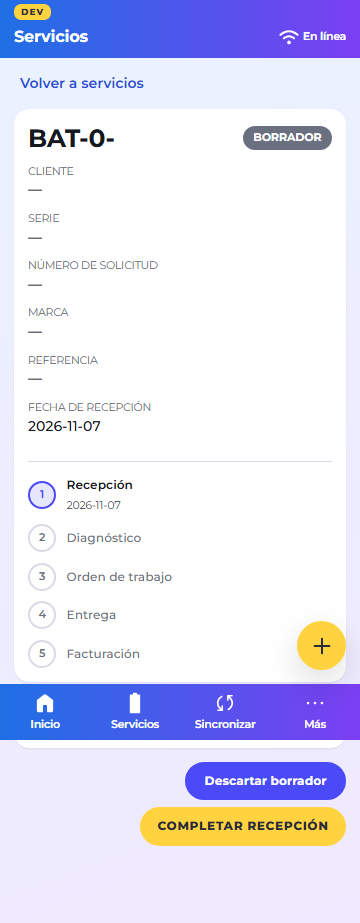 DEV
Servicios
En línea
Volver a servicios
BAT-0-
BORRADOR
CLIENTE
—
SERIE
—
NÚMERO DE SOLICITUD
—
MARCA
—
REFERENCIA
—
FECHA DE RECEPCIÓN
2026-11-07
1
Recepción
2026-11-07
2
Diagnóstico
3
Orden de trabajo
4
Entrega
5
Facturación
Inicio
Servicios
Sincronizar
Más
Descartar borrador
COMPLETAR RECEPCIÓN